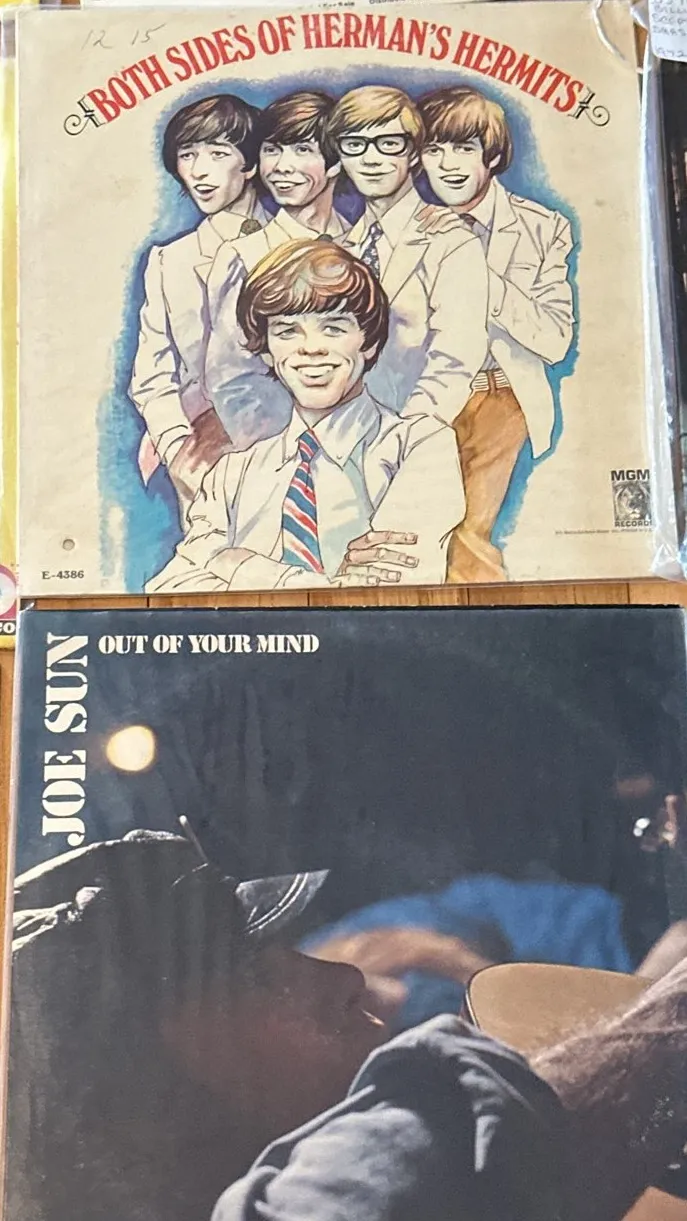 12 15
BOTH SIDES OF HERMAN'S HERMITS
MGM
RECORDS
E-4386
JOE SUN
OUT OF YOUR MIND